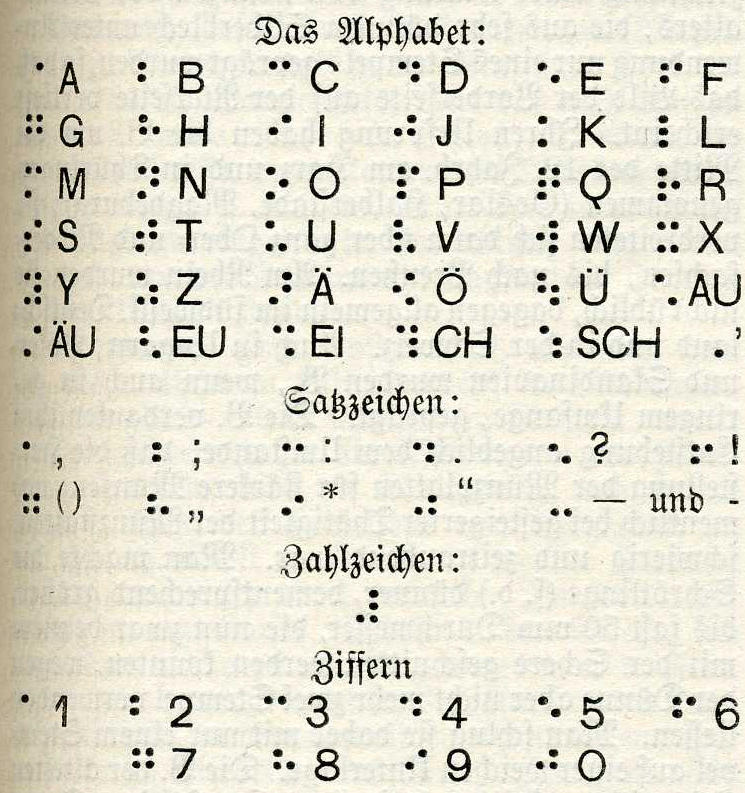 Das Alphabet:
⠁ A ⠃ B ⠉ C ⠙ D ⠑ E ⠋ F
⠛ G ⠓ H ⠊ I ⠚ J ⠅ K ⠇ L
⠍ M ⠝ N ⠕ O ⠏ P ⠟ Q ⠗ R
⠎ S ⠞ T ⠥ U ⠧ V ⠺ W ⠭ X
⠽ Y ⠵ Z ⠜ Ä ⠪ Ö ⠳ Ü ⠡ AU
⠌ ÄU ⠣ EU ⠩ EI ⠹ CH ⠱ SCH ⠠ ’
Satzzeichen:
⠂ , ⠆ ; ⠒ : ⠲ . ⠢ ? ⠖ !
⠶ () ⠦ „ ⠔ * ⠴ “ ⠤ — und -
Zahlzeichen:
⠼
Ziffern
⠁ 1 ⠃ 2 ⠉ 3 ⠙ 4 ⠑ 5 ⠋ 6
⠛ 7 ⠓ 8 ⠊ 9 ⠚ 0